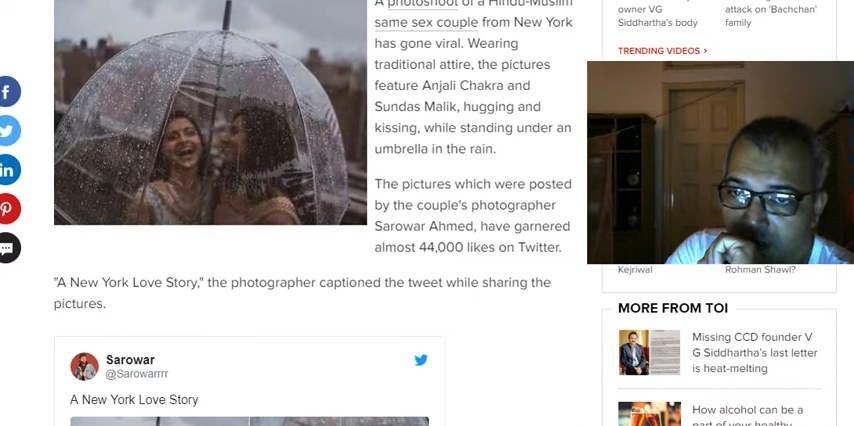 A photoshoot of a Hindu-Muslim
same sex couple from New York
has gone viral. Wearing
traditional attire, the pictures
feature Anjali Chakra and
Sundas Malik, hugging and
kissing, while standing under an
umbrella in the rain.
The pictures which were posted
by the couple's photographer
Sarowar Ahmed, have garnered
almost 44,000 likes on Twitter.
"A New York Love Story," the photographer captioned the tweet while sharing the
pictures.
Sarowar
@Sarowarrrr
A New York Love Story
owner VG
Siddhartha's body
attack on 'Bachchan'
family
TRENDING VIDEOS >
Kejriwal
Rohman Shawl?
MORE FROM TOI
Missing CCD founder V
G Siddhartha's last letter
is heat-melting
How alcohol can be a
part of your healthy